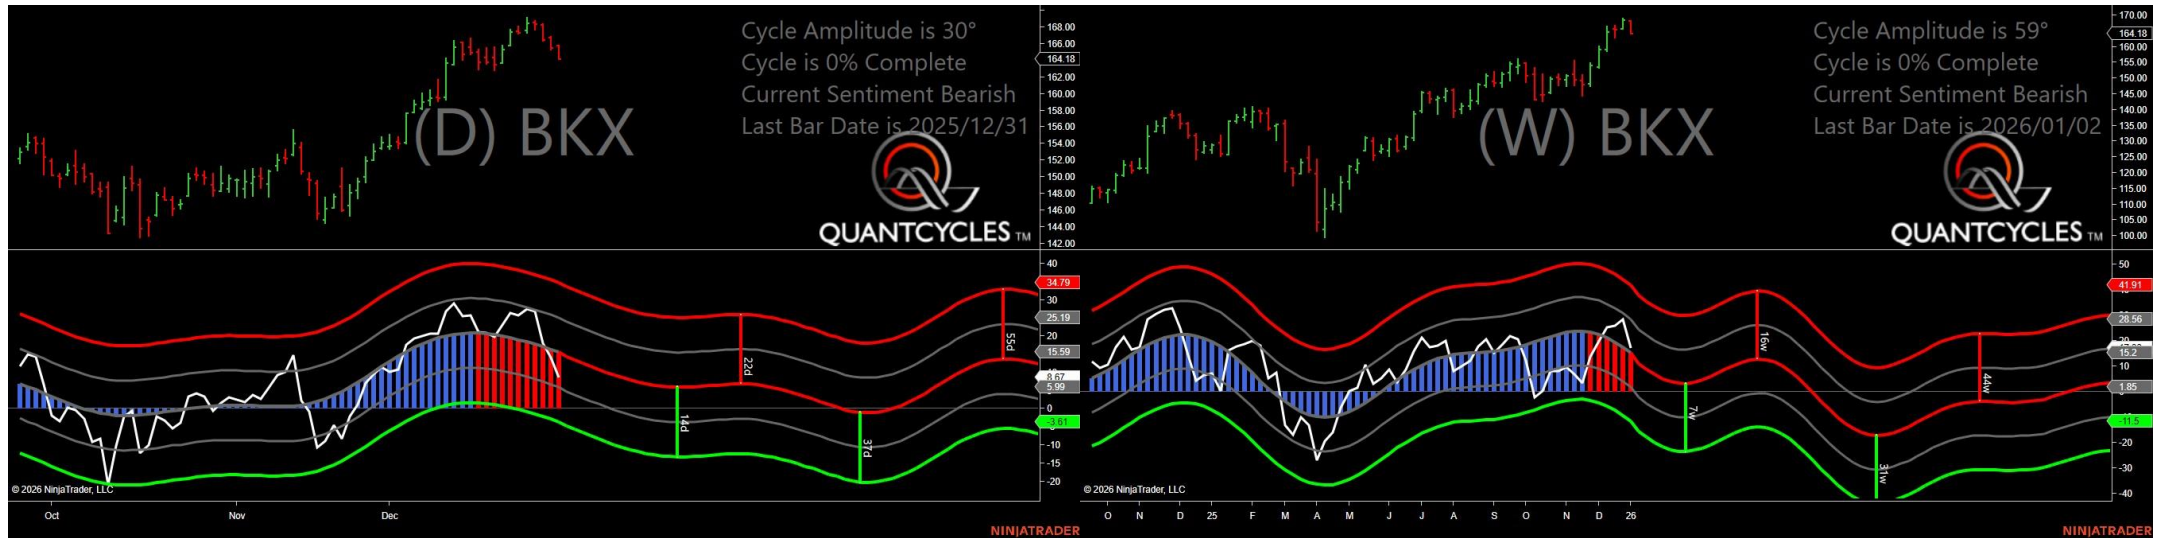 Cycle Amplitude is 30°
Cycle is 0% Complete
Current Sentiment Bearish
Last Bar Date is 2025/12/31
(D) BKX
QUANTCYCLES TM
168.00
166.00
164.18
162.00
160.00
158.00
156.00
154.00
152.00
150.00
148.00
146.00
144.00
142.00
40
34.79
30
25.19
20
15.59
8.67
5.99
0
-3.61
-10
-15
-20
14d
22d
37d
55d
© 2026 NinjaTrader, LLC
Oct
Nov
Dec
NINJATRADER
Cycle Amplitude is 59°
Cycle is 0% Complete
Current Sentiment Bearish
Last Bar Date is 2026/01/02
(W) BKX
QUANTCYCLES TM
170.00
164.18
160.00
155.00
150.00
145.00
140.00
135.00
130.00
125.00
120.00
115.00
110.00
105.00
100.00
50
41.91
30
28.56
15.2
1.85
-11.5
-20
-30
-40
7w
16w
31w
44w
© 2026 NinjaTrader, LLC
O N D 25 F M A M J J A S O N D 26
NINJATRADER